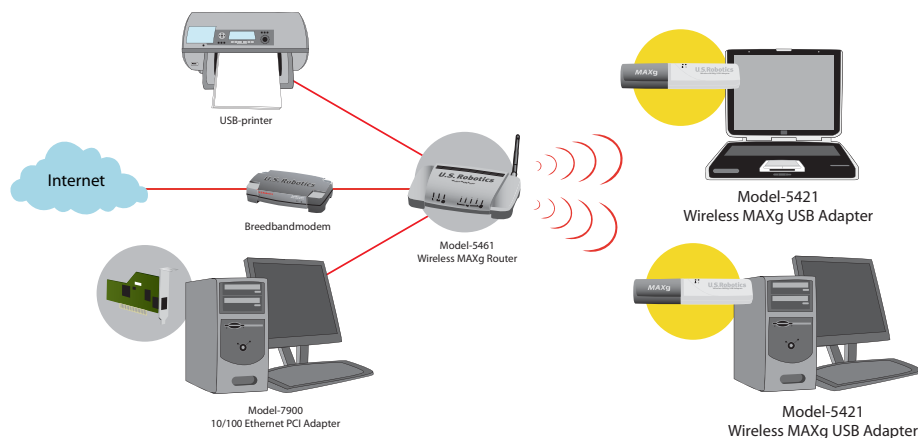 USB-printer
Internet
U.S. Robotics
Breedbandmodem
U.S. Robotics
Model-5461
Wireless MAXg Router
MAXg
U.S.Robotics
Model-5421
Wireless MAXg USB Adapter
MAXg
U.S.Robotics
Model-5421
Wireless MAXg USB Adapter
Model-7900
10/100 Ethernet PCI Adapter